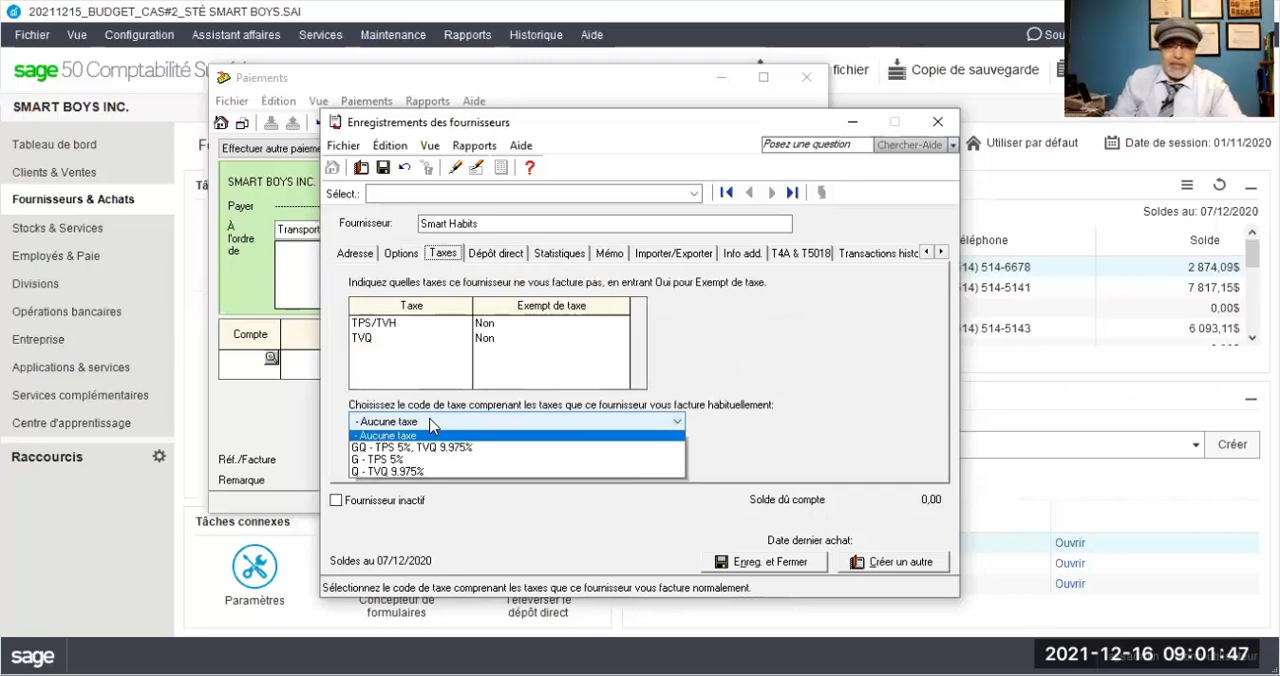 20211215_BUDGET_CAS#2_STÉ SMART BOYS.SAI
Fichier Vue Configuration Assistant affaires Services Maintenance Rapports Historique Aide
sage 50 Comptabilité
fichier Copie de sauvegarde
SMART BOYS INC.
Tableau de bord
Clients & Ventes
Fournisseurs & Achats
Stocks & Services
Employés & Paie
Divisions
Opérations bancaires
Entreprise
Applications & services
Services complémentaires
Centre d'apprentissage
Raccourcis
Utiliser par défaut Date de session: 01/11/2020
Soldes au: 07/12/2020
éléphone Solde
14) 514-6678 2 874,09$
14) 514-5141 7 817,15$
0,00$
14) 514-5143 6 093,11$
Créer
Ouvrir
Ouvrir
Ouvrir
Tâches connexes
Paramètres
Concepteur de
formulaires
Téléverser le
dépôt direct
Paiements
Fichier Édition Vue Paiements Rapports Aide
Effectuer autre paieme
SMART BOYS INC.
Payer
À
l'ordre
de
Transport
Compte
Réf./Facture
Remarque
Enregistrements des fournisseurs
Fichier Édition Vue Rapports Aide
Posez une question Chercher-Aide
Sélect.:
Fournisseur: Smart Habits
Adresse Options Taxes Dépôt direct Statistiques Mémo Importer/Exporter Info add. T4A & T5018 Transactions histo
Indiquez quelles taxes ce fournisseur ne vous facture pas, en entrant Oui pour Exempt de taxe.
Taxe Exempt de taxe
TPS/TVH Non
TVQ Non
Choisissez le code de taxe comprenant les taxes que ce fournisseur vous facture habituellement:
- Aucune taxe
- Aucune taxe
GQ - TPS 5%, TVQ 9.975%
G - TPS 5%
Q - TVQ 9.975%
Fournisseur inactif
Solde dû compte 0,00
Date dernier achat:
Soldes au 07/12/2020
Enreg. et Fermer Créer un autre
Sélectionnez le code de taxe comprenant les taxes que ce fournisseur vous facture normalement.
sage
2021-12-16 09:01:47